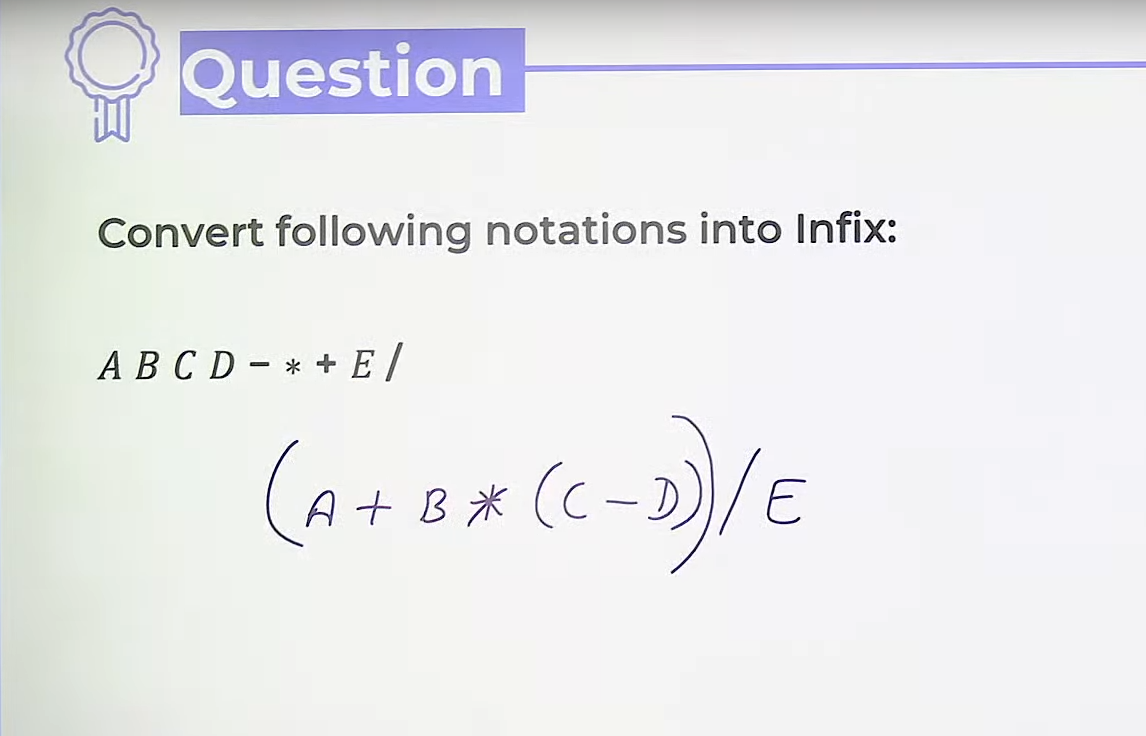 Question
Convert following notations into Infix:
A B C D − * + E /
(A + B * (C − D)) / E